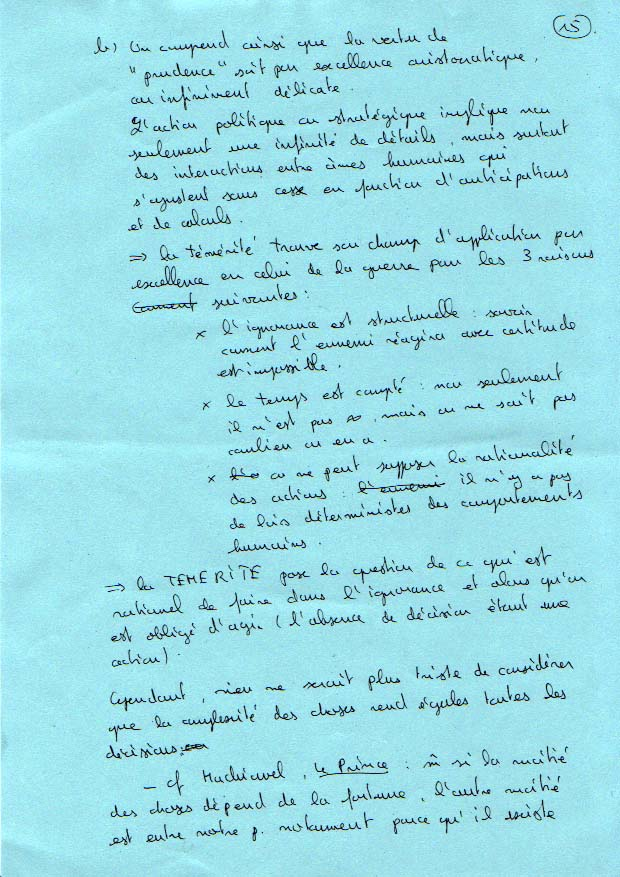 15
b) On comprend ainsi que la vertu de
"prudence" soit par excellence aristocratique,
ou infiniment délicate.
L'action politique ou stratégique implique non
seulement une infinité de détails, mais surtout
des interactions entre âmes humaines qui
s'ajustent sans cesse en fonction d'anticipations
et de calculs.
⇒ la témérité trouve son champ d'application par
excellence en celui de la guerre pour les 3 raisons
suivantes :
x l'ignorance est structurelle : savoir
comment l'ennemi réagira avec certitude
est impossible.
x le temps est compté : non seulement
il n'est pas ∞, mais on ne sait pas
combien on en a.
x on ne peut supposer la rationalité
des actions : l'ennemi il n'y a pas
de lois déterministes des comportements
humains.
⇒ la TEMERITE pose la question de ce qui est
rationnel de faire dans l'ignorance et alors qu'on
est obligé d'agir (l'absence de décision étant une
action).
Cependant, rien ne serait plus triste de considérer
que la complexité des choses rend égales toutes les
décisions.
– cf Machiavel, Le Prince : m̂ si la moitié
des choses dépend de la fortune, l'autre moitié
est entre notre p. notamment parce qu'il existe